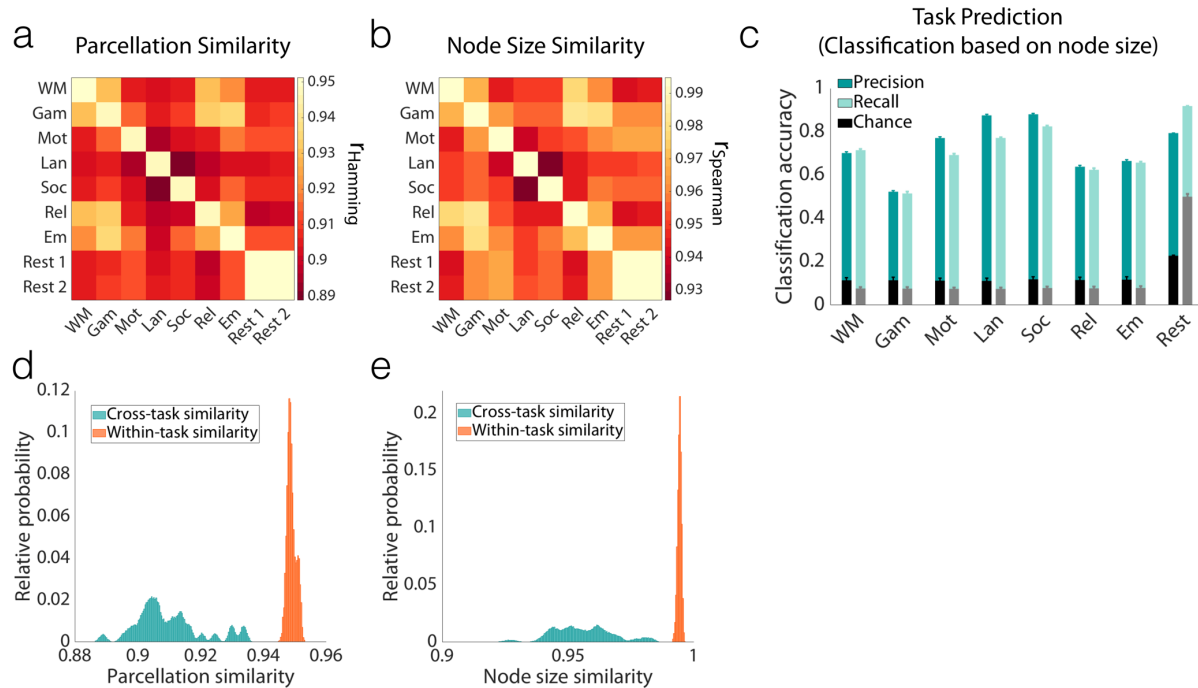 a
Parcellation Similarity
WM
Gam
Mot
Lan
Soc
Rel
Em
Rest 1
Rest 2
WM
Gam
Mot
Lan
Soc
Rel
Em
Rest 1
Rest 2
0.95
0.94
0.93
0.92
0.91
0.9
0.89
rHamming
b
Node Size Similarity
WM
Gam
Mot
Lan
Soc
Rel
Em
Rest 1
Rest 2
WM
Gam
Mot
Lan
Soc
Rel
Em
Rest 1
Rest 2
0.99
0.98
0.97
0.96
0.95
0.94
0.93
rSpearman
c
Task Prediction
(Classification based on node size)
Precision
Recall
Chance
Classification accuracy
1
0.8
0.6
0.4
0.2
0
WM
Gam
Mot
Lan
Soc
Rel
Em
Rest
d
Cross-task similarity
Within-task similarity
Relative probability
0.12
0.1
0.08
0.06
0.04
0.02
0
0.88
0.9
0.92
0.94
0.96
Parcellation similarity
e
Cross-task similarity
Within-task similarity
Relative probability
0.2
0.15
0.1
0.05
0
0.9
0.95
1
Node size similarity